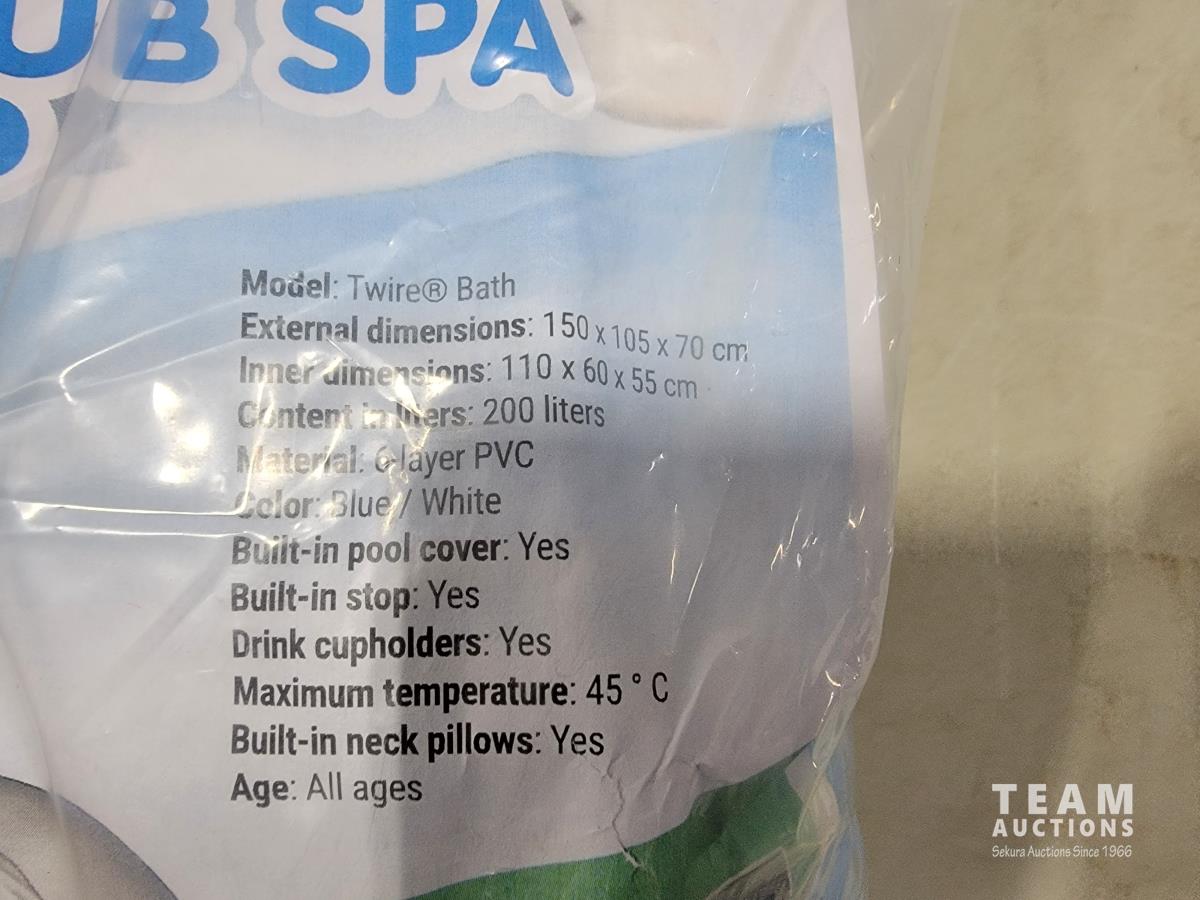 UB SPA
Model: Twire® Bath
External dimensions: 150 x 105 x 70 cm
Inner dimensions: 110 x 60 x 55 cm
Content in liters: 200 liters
Material: 6-layer PVC
Color: Blue / White
Built-in pool cover: Yes
Built-in stop: Yes
Drink cupholders: Yes
Maximum temperature: 45 ° C
Built-in neck pillows: Yes
Age: All ages
TEAM
AUCTIONS
Sekura Auctions Since 1966